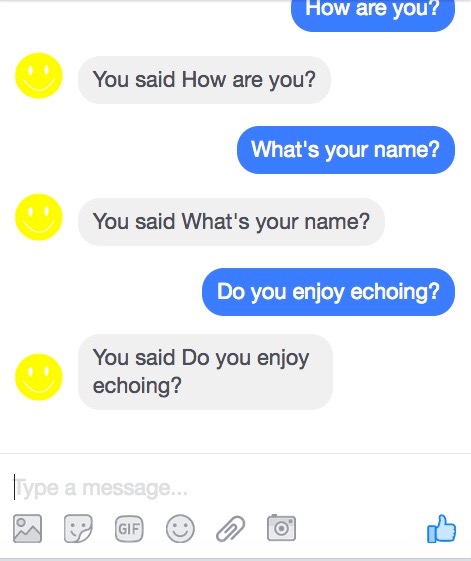 How are you?
You said How are you?
What's your name?
You said What's your name?
Do you enjoy echoing?
You said Do you enjoy
echoing?
Type a message...
GIF